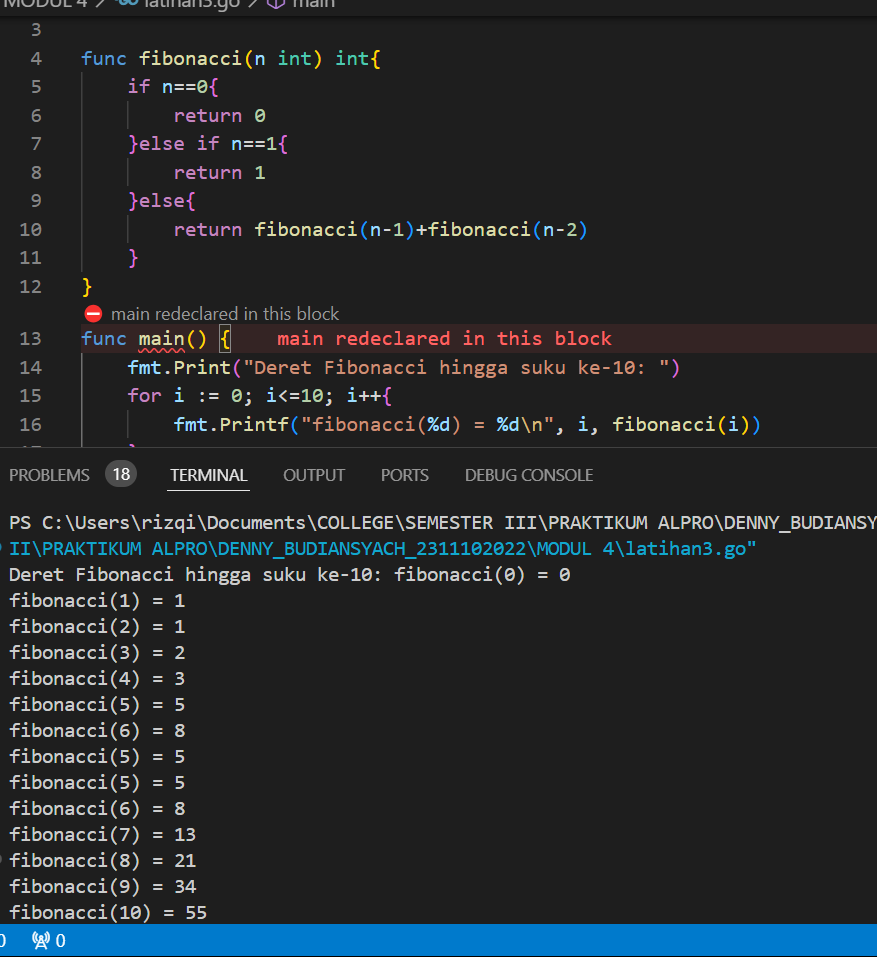 MODUL 4 > GO latihan3.go > main
3
4 func fibonacci(n int) int{
5 if n==0{
6 return 0
7 }else if n==1{
8 return 1
9 }else{
10 return fibonacci(n-1)+fibonacci(n-2)
11 }
12 }
main redeclared in this block
13 func main() { main redeclared in this block
14 fmt.Print("Deret Fibonacci hingga suku ke-10: ")
15 for i := 0; i<=10; i++{
16 fmt.Printf("fibonacci(%d) = %d\n", i, fibonacci(i))
PROBLEMS 18 TERMINAL OUTPUT PORTS DEBUG CONSOLE
PS C:\Users\rizqi\Documents\COLLEGE\SEMESTER III\PRAKTIKUM ALPRO\DENNY_BUDIANSY
II\PRAKTIKUM ALPRO\DENNY_BUDIANSYACH_2311102022\MODUL 4\latihan3.go"
Deret Fibonacci hingga suku ke-10: fibonacci(0) = 0
fibonacci(1) = 1
fibonacci(2) = 1
fibonacci(3) = 2
fibonacci(4) = 3
fibonacci(5) = 5
fibonacci(6) = 8
fibonacci(5) = 5
fibonacci(5) = 5
fibonacci(6) = 8
fibonacci(7) = 13
fibonacci(8) = 21
fibonacci(9) = 34
fibonacci(10) = 55
0 0